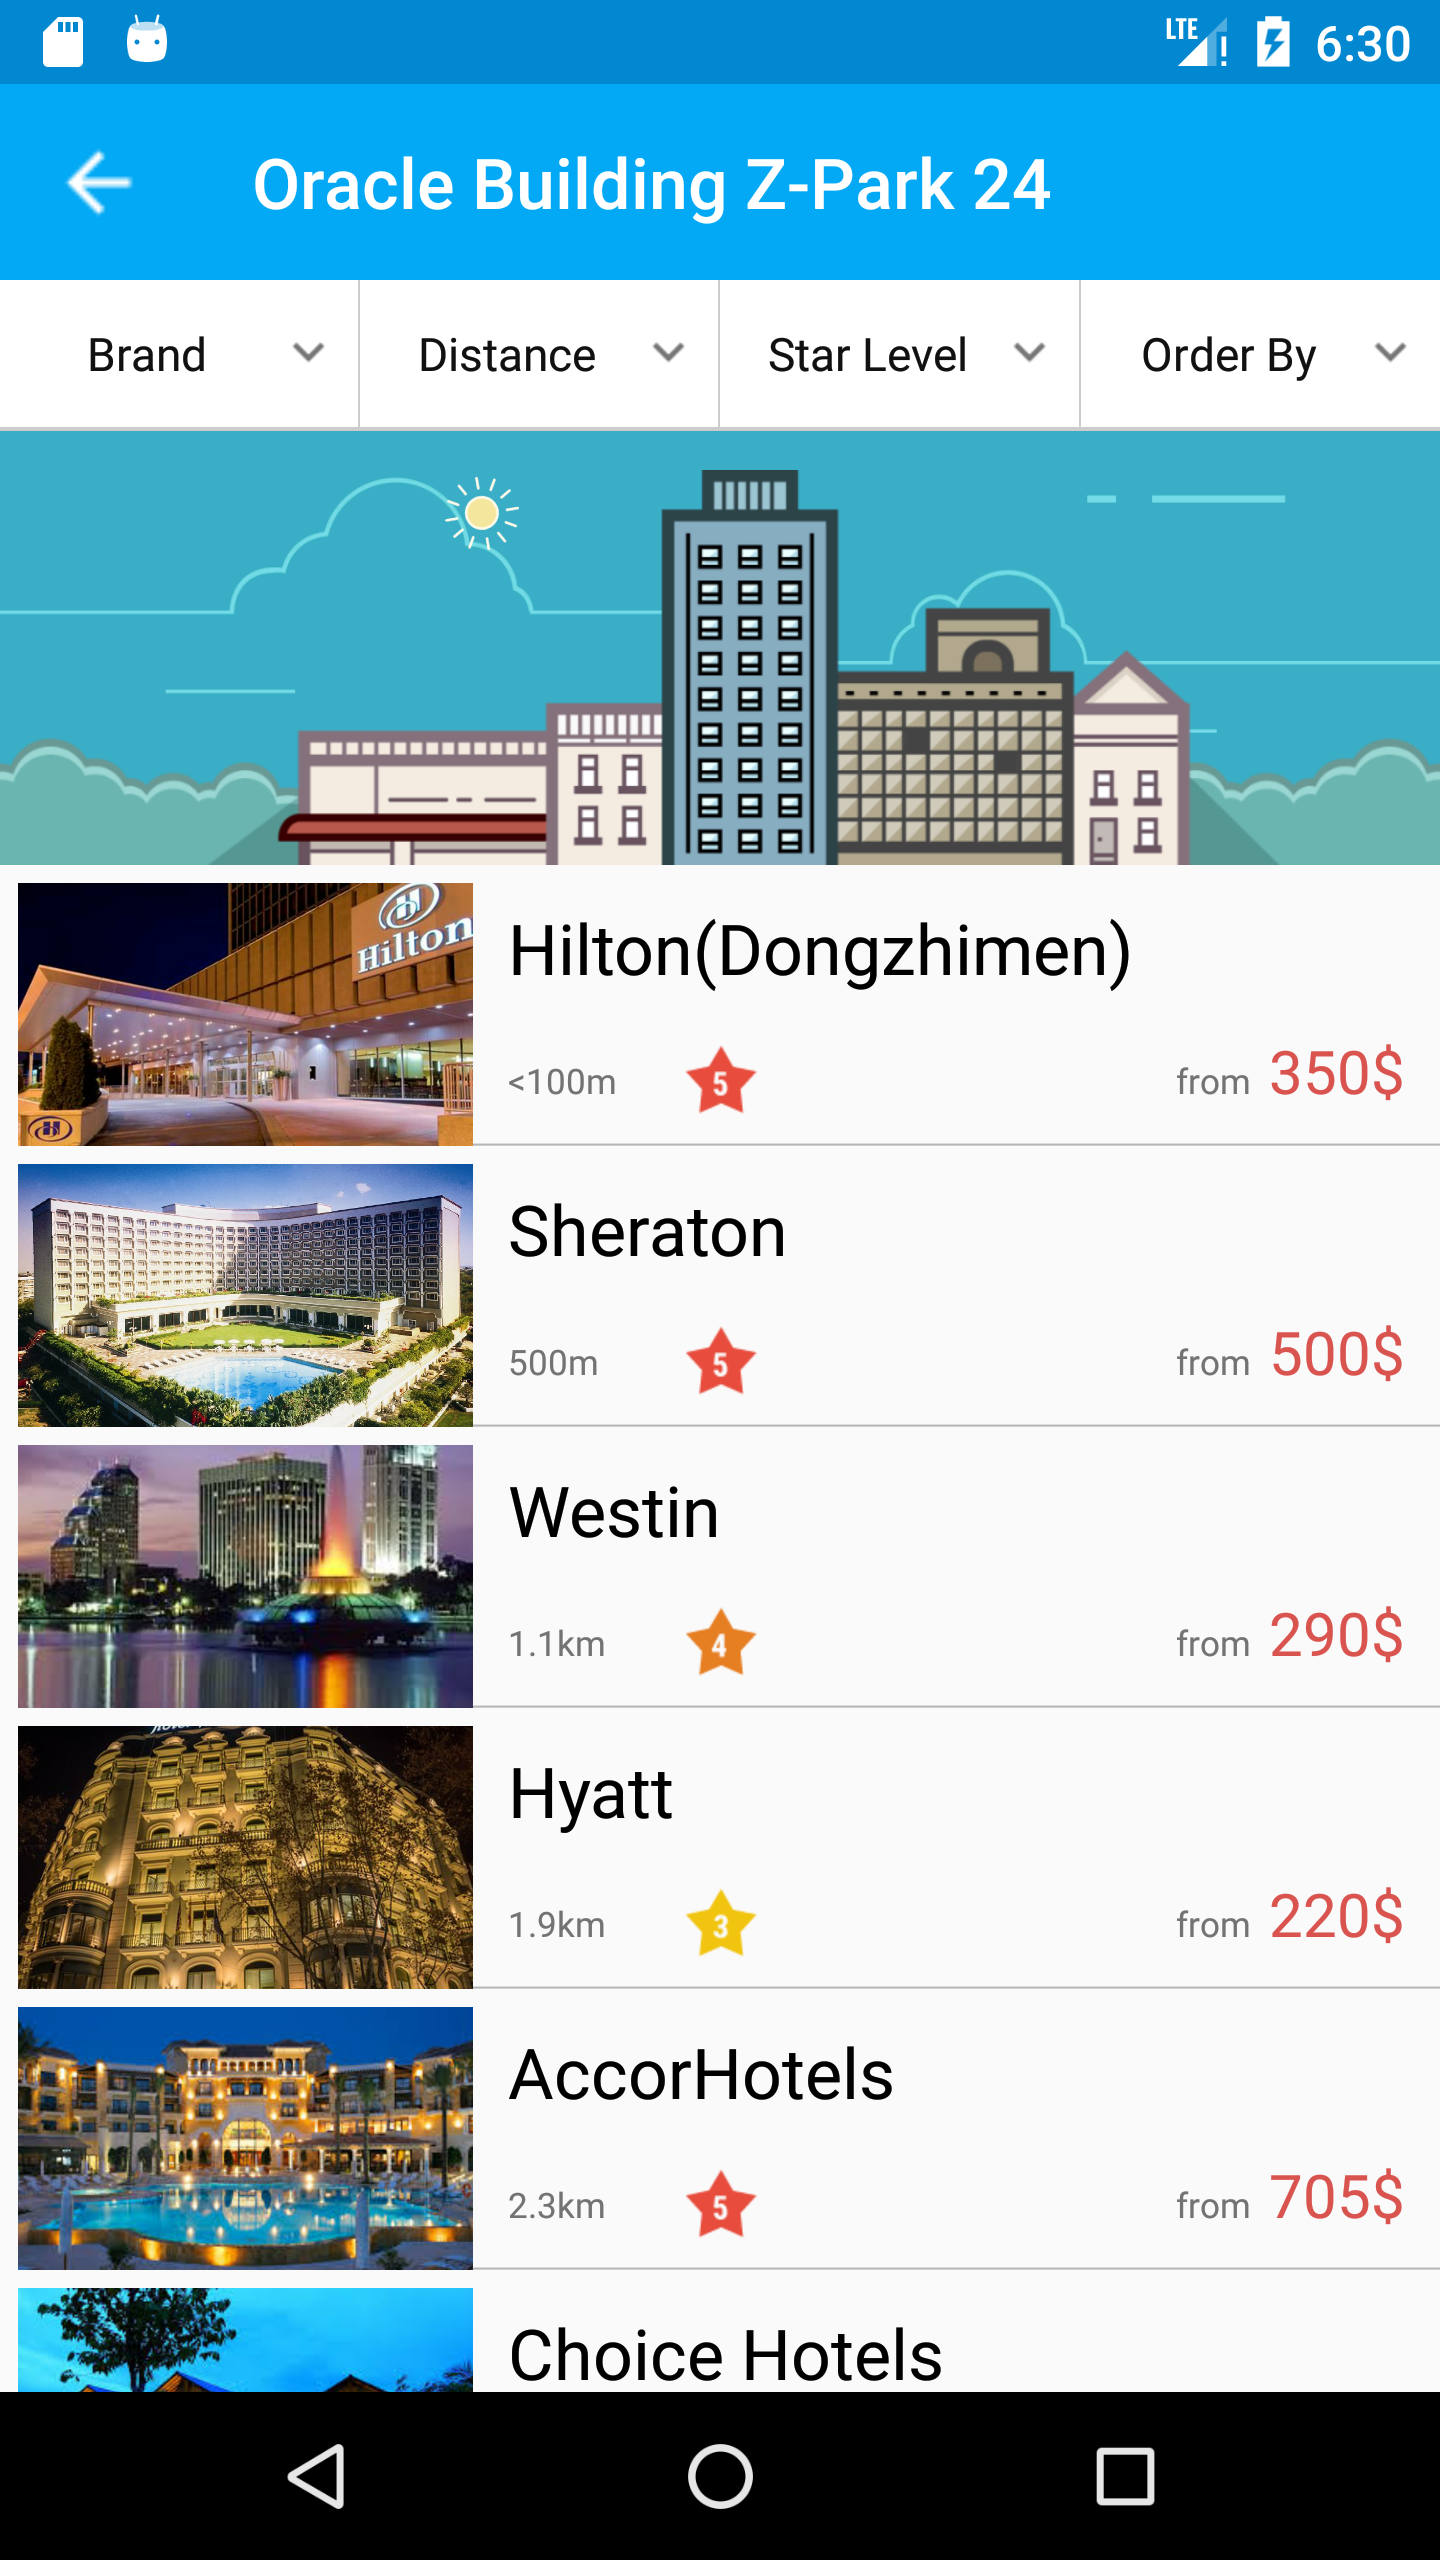 LTE 6:30
Oracle Building Z-Park 24
Brand Distance Star Level Order By
Hilton
Hilton(Dongzhimen)
<100m 5 from 350$
Sheraton
500m 5 from 500$
Westin
1.1km 4 from 290$
Hyatt
1.9km 3 from 220$
AccorHotels
2.3km 5 from 705$
Choice Hotels